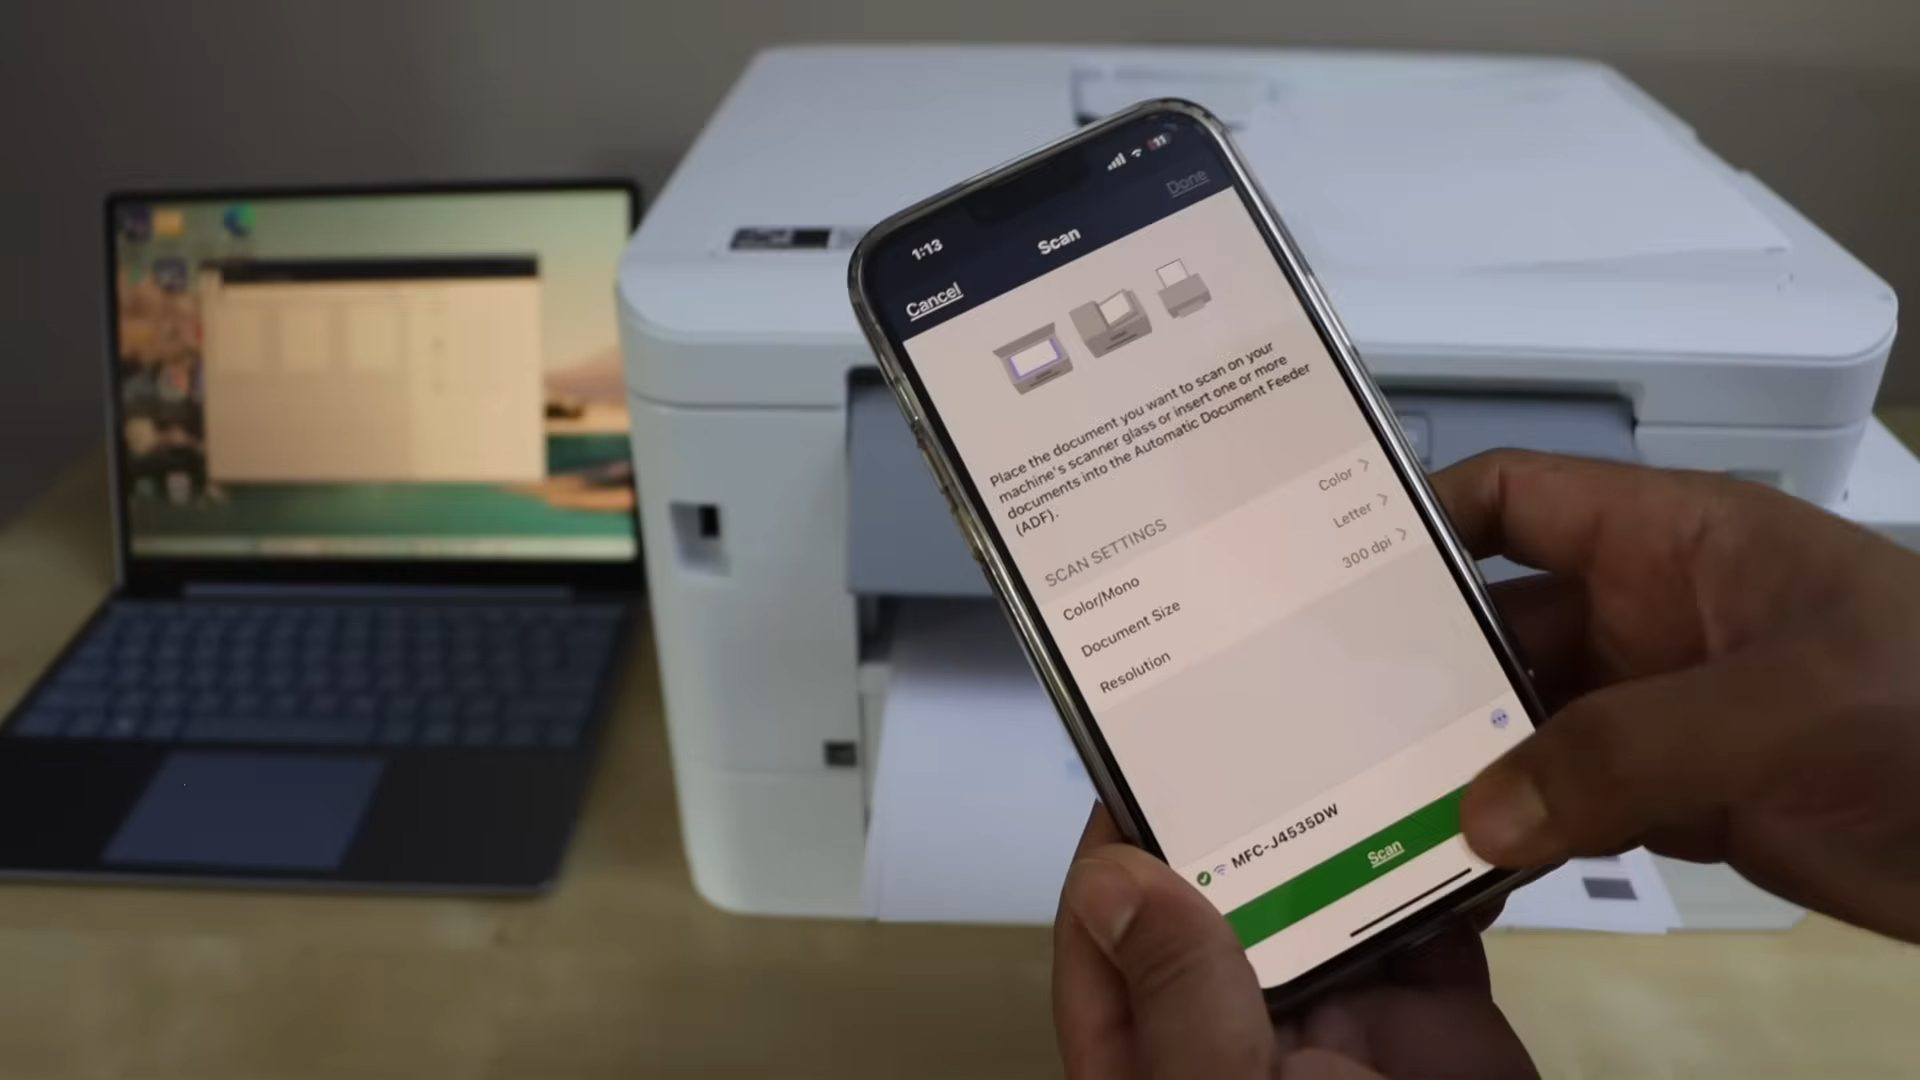 1:13
11
Cancel
Scan
Done
Place the document you want to scan on your
machine's scanner glass or insert one or more
documents into the Automatic Document Feeder
(ADF).
SCAN SETTINGS
Color/Mono Color
Document Size Letter
Resolution 300 dpi
MFC-J4535DW
Scan